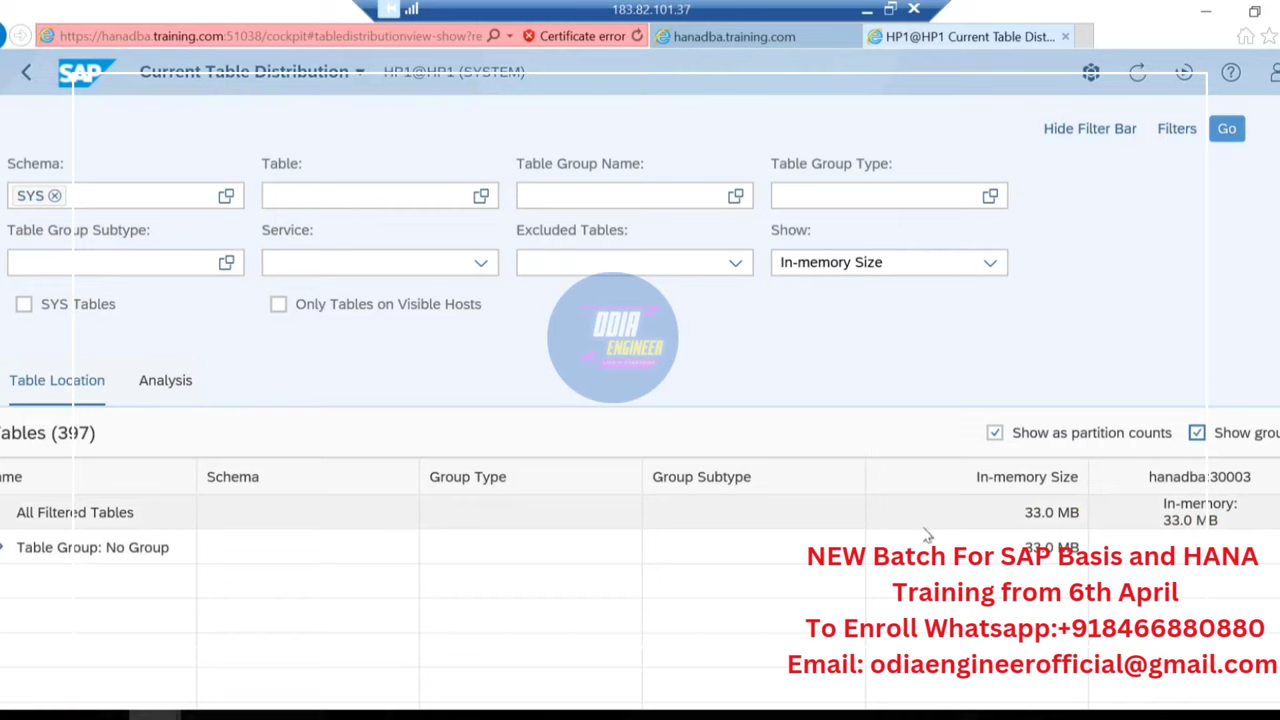 183.82.101.37
https://hanadba.training.com:51038/cockpit#tabledistributionview-show?re
Certificate error
hanadba.training.com
HP1@HP1 Current Table Dist...
SAP
Current Table Distribution
HP1@HP1 (SYSTEM)
Hide Filter Bar
Filters
Go
Schema:
Table:
Table Group Name:
Table Group Type:
SYS
Table Group Subtype:
Service:
Excluded Tables:
Show:
In-memory Size
SYS Tables
Only Tables on Visible Hosts
ODIA
ENGINEER
Table Location
Analysis
ables (397)
Show as partition counts
Show grou
me
Schema
Group Type
Group Subtype
In-memory Size
hanadba:30003
All Filtered Tables
33.0 MB
In-memory:
33.0 MB
Table Group: No Group
33.0 MB
NEW Batch For SAP Basis and HANA
Training from 6th April
To Enroll Whatsapp:+918466880880
Email: odiaengineerofficial@gmail.com